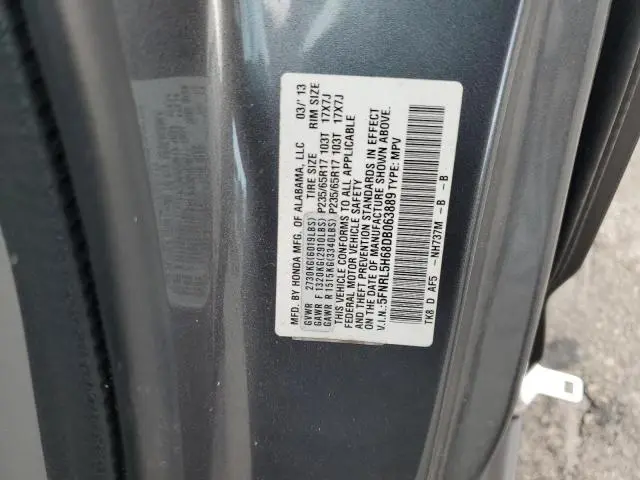 MFD. BY HONDA MFG. OF ALABAMA, LLC 03/'13
TIRE SIZE RIM SIZE
GVWR 2730KG(6019LBS)
GAWR F 1320KG(2910LBS) P235/65R17 103T 17X7J
GAWR R 1515KG(3340LBS) P235/65R17 103T 17X7J
THIS VEHICLE CONFORMS TO ALL APPLICABLE
FEDERAL MOTOR VEHICLE SAFETY
AND THEFT PREVENTION STANDARDS IN EFFECT
ON THE DATE OF MANUFACTURE SHOWN ABOVE.
V.I.N.:5FNRL5H68DB063889 TYPE: MPV
TK8 D AF5 -NH737M -B -B